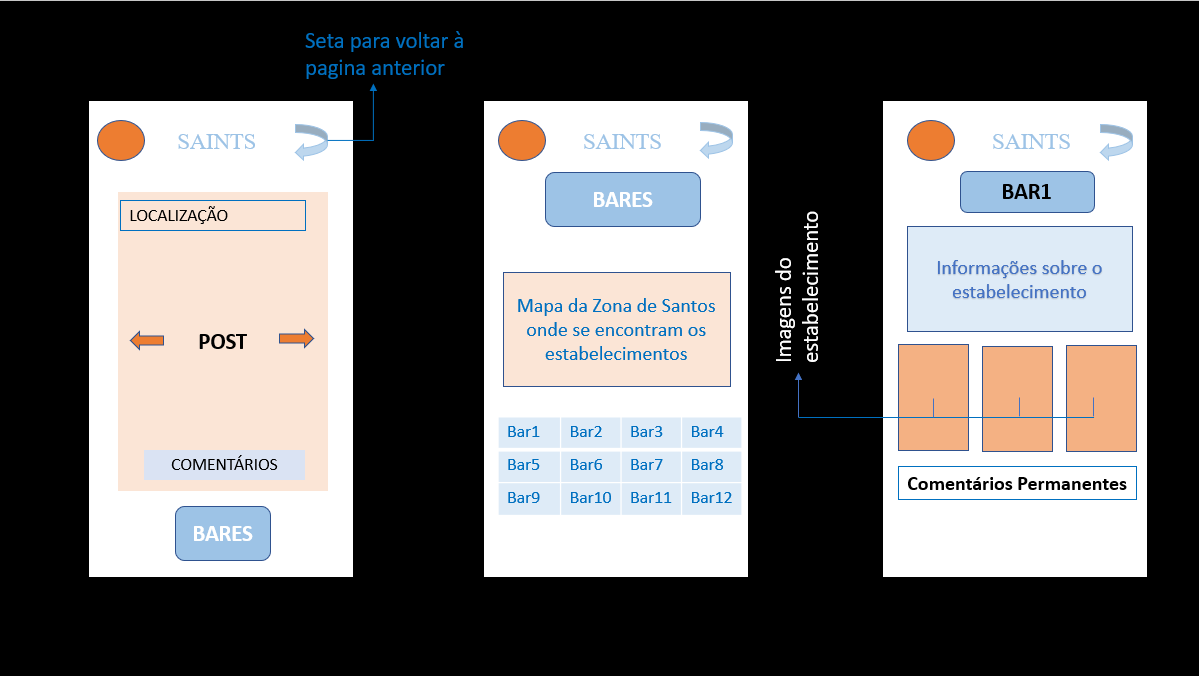 Seta para voltar à
pagina anterior
SAINTS
LOCALIZAÇÃO
POST
COMENTÁRIOS
BARES
SAINTS
BARES
Mapa da Zona de Santos
onde se encontram os
estabelecimentos
Bar1 Bar2 Bar3 Bar4
Bar5 Bar6 Bar7 Bar8
Bar9 Bar10 Bar11 Bar12
Imagens do
estabelecimento
SAINTS
BAR1
Informações sobre o
estabelecimento
Comentários Permanentes